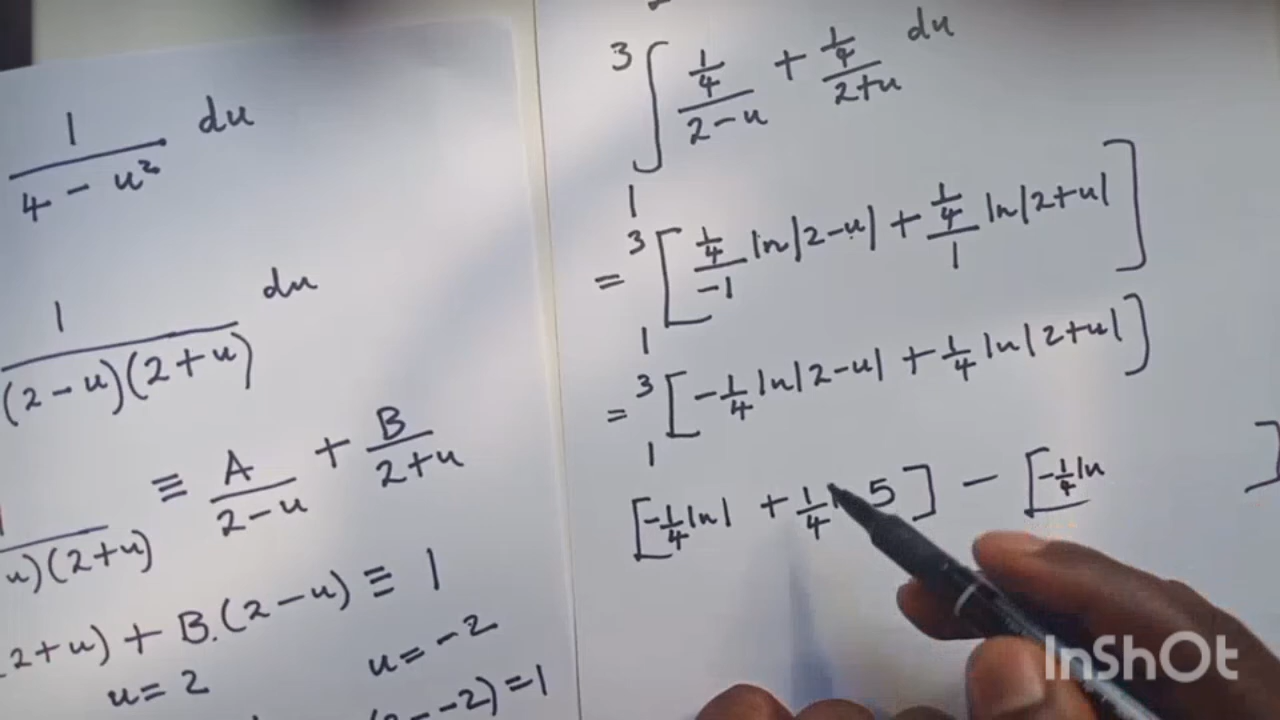 1/(4 - u²) du
1/((2-u)(2+u)) du
u)(2+u) ≡ A/(2-u) + B/(2+u)
2+u) + B.(2-u) ≡ 1
u=2 u=-2
-2)=1
3 ∫ 1 (1/4)/(2-u) + (1/4)/(2+u) du
= 3 1 [ (1/4)/-1 ln|2-u| + (1/4)/1 ln|2+u| ]
= 3 1 [ -1/4 ln|2-u| + 1/4 ln|2+u| ]
[ -1/4 ln1 + 1/4 5 ] - [ -1/4 ln ]
InShOt